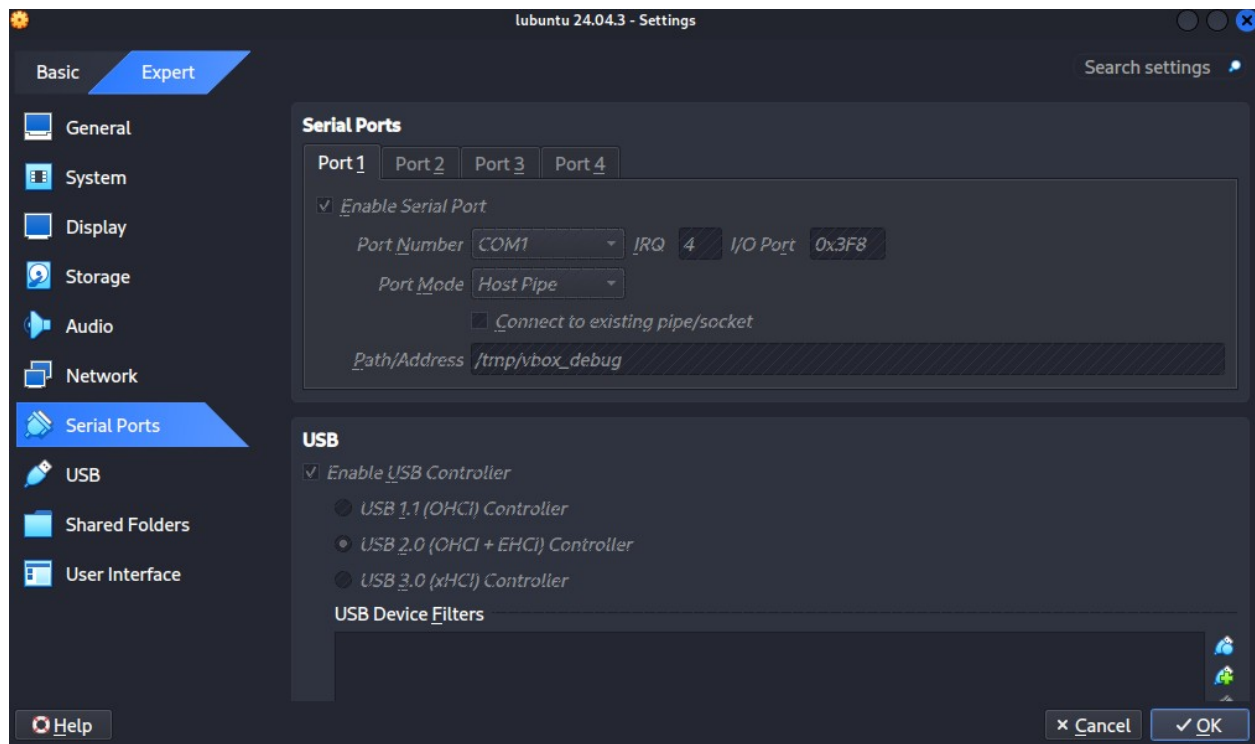 lubuntu 24.04.3 - Settings
Basic Expert Search settings
General
System
Display
Storage
Audio
Network
Serial Ports
USB
Shared Folders
User Interface
Serial Ports
Port 1 Port 2 Port 3 Port 4
Enable Serial Port
Port Number COM1 IRQ 4 I/O Port 0x3F8
Port Mode Host Pipe
Connect to existing pipe/socket
Path/Address /tmp/vbox_debug
USB
Enable USB Controller
USB 1.1 (OHCI) Controller
USB 2.0 (OHCI + EHCI) Controller
USB 3.0 (xHCI) Controller
USB Device Filters
Help Cancel OK